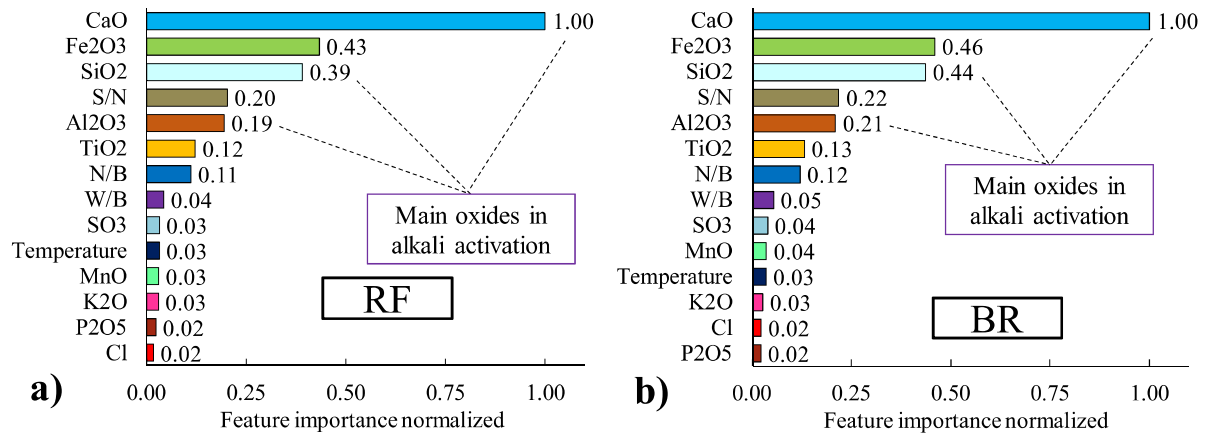 CaO 1.00
Fe2O3 0.43
SiO2 0.39
S/N 0.20
Al2O3 0.19
TiO2 0.12
N/B 0.11
W/B 0.04
SO3 0.03
Temperature 0.03
MnO 0.03
K2O 0.03
P2O5 0.02
Cl 0.02
Main oxides in
alkali activation
RF
a)
0.00 0.25 0.50 0.75 1.00
Feature importance normalized
CaO 1.00
Fe2O3 0.46
SiO2 0.44
S/N 0.22
Al2O3 0.21
TiO2 0.13
N/B 0.12
W/B 0.05
SO3 0.04
MnO 0.04
Temperature 0.03
K2O 0.03
Cl 0.02
P2O5 0.02
Main oxides in
alkali activation
BR
b)
0.00 0.25 0.50 0.75 1.00
Feature importance normalized